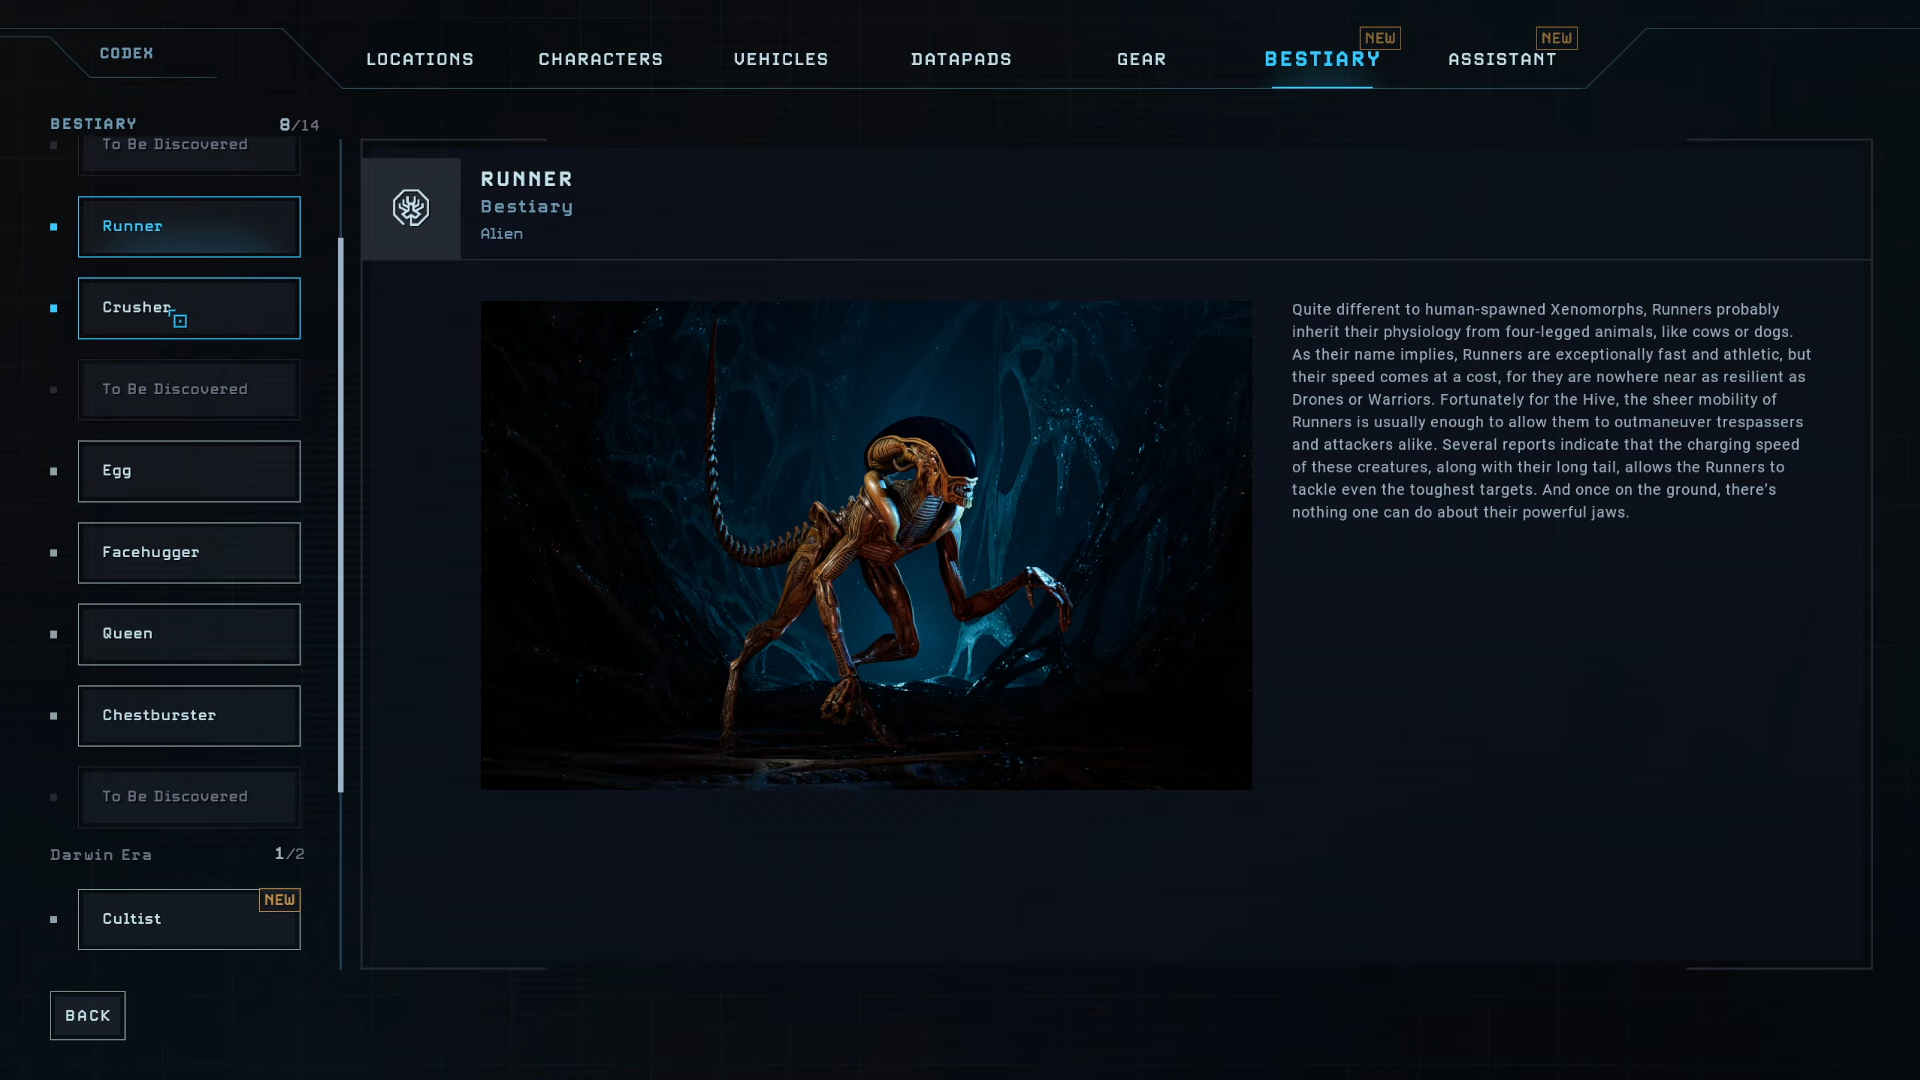 CODEX
LOCATIONS
CHARACTERS
VEHICLES
DATAPADS
GEAR
BESTIARY
NEW
ASSISTANT
NEW
BESTIARY
8/14
To Be Discovered
Runner
Crusher
To Be Discovered
Egg
Facehugger
Queen
Chestburster
To Be Discovered
Darwin Era
1/2
Cultist
NEW
BACK
RUNNER
Bestiary
Alien
Quite different to human-spawned Xenomorphs, Runners probably
inherit their physiology from four-legged animals, like cows or dogs.
As their name implies, Runners are exceptionally fast and athletic, but
their speed comes at a cost, for they are nowhere near as resilient as
Drones or Warriors. Fortunately for the Hive, the sheer mobility of
Runners is usually enough to allow them to outmaneuver trespassers
and attackers alike. Several reports indicate that the charging speed
of these creatures, along with their long tail, allows the Runners to
tackle even the toughest targets. And once on the ground, there's
nothing one can do about their powerful jaws.